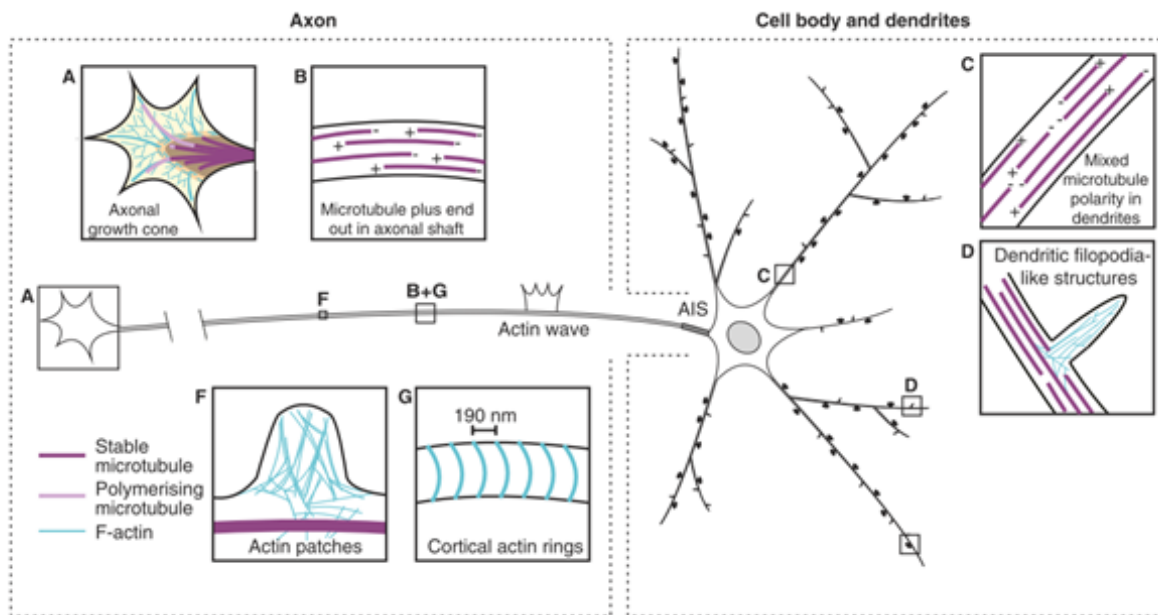 Axon
Cell body and dendrites
A
Axonal
growth cone
B
+ - + - + - + - + -
Microtubule plus end
out in axonal shaft
C
+ - + - + - + - + -
Mixed
microtubule
polarity in
dendrites
D
Dendritic filopodia-
like structures
A
F
B+G
Actin wave
AIS
C
D
F
Actin patches
G
190 nm
Cortical actin rings
Stable
microtubule
Polymerising
microtubule
F-actin